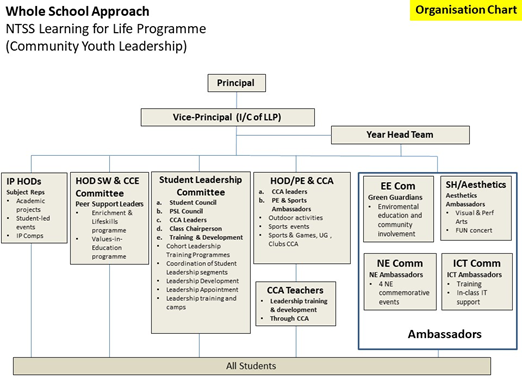 Whole School Approach
NTSS Learning for Life Programme
(Community Youth Leadership)
Organisation Chart
Principal
Vice-Principal (I/C of LLP)
Year Head Team
IP HODs
Subject Reps
• Academic
projects
• Student-led
events
• IP Comps
HOD SW & CCE
Committee
Peer Support Leaders
• Enrichment &
Lifeskills
programme
• Values-in-
Education
programme
Student Leadership
Committee
a. Student Council
b. PSL Council
c. CCA Leaders
d. Class Chairperson
e. Training & Development
• Cohort Leadership
Training Programmes
• Coordination of Student
Leadership segments
• Leadership Development
• Leadership Appointment
• Leadership training and
camps
HOD/PE & CCA
a. CCA leaders
b. PE & Sports
Ambassadors
• Outdoor activities
• Sports events
• Sports & Games, UG ,
Clubs CCA
CCA Teachers
• Leadership training
& development
• Through CCA
EE Com
Green Guardians
• Enviromental
education and
community
involvement
SH/Aesthetics
Aesthetics
Ambassadors
• Visual & Perf
Arts
• FUN concert
NE Comm
NE Ambassadors
• 4 NE
commemorative
events
ICT Comm
ICT Ambassadors
• Training
• In-class IT
support
Ambassadors
All Students